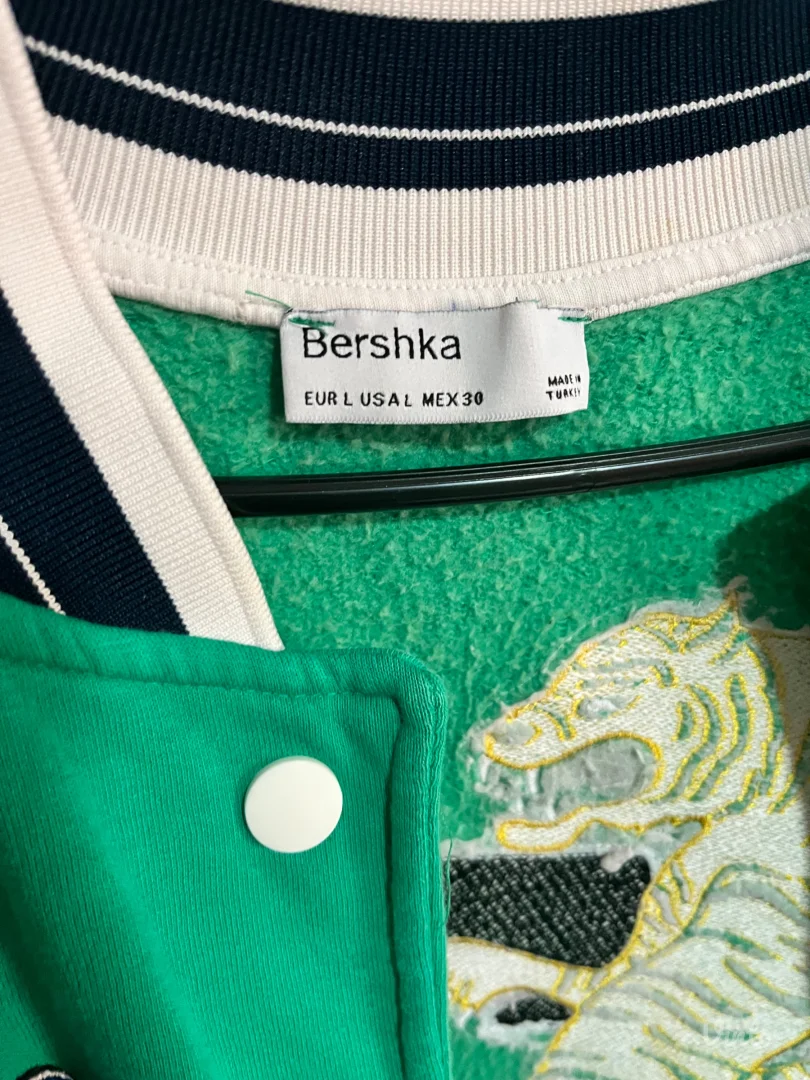 Bershka
EUR L USA L MEX 30
MADE IN
TURKEY